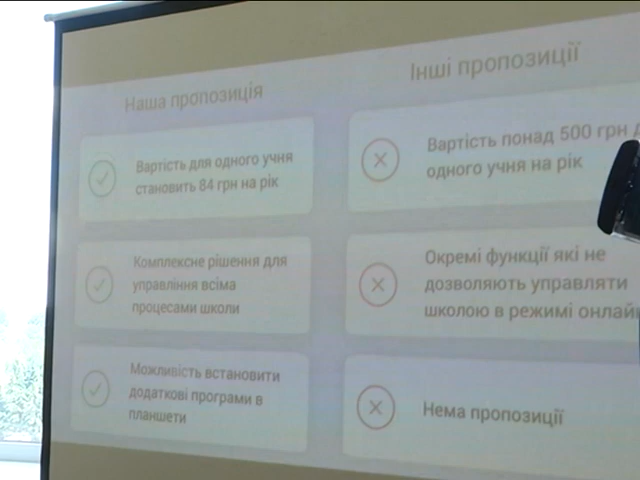 Наша пропозиція
Вартість для одного учня
становить 84 грн на рік
Комплексне рішення для
управління всіма
процесами школи
Можливість встановити
додаткові програми в
планшети
Інші пропозиції
Вартість понад 500 грн
одного учня на рік
Окремі функції які не
дозволяють управляти
школою в режимі
Нема пропозиції